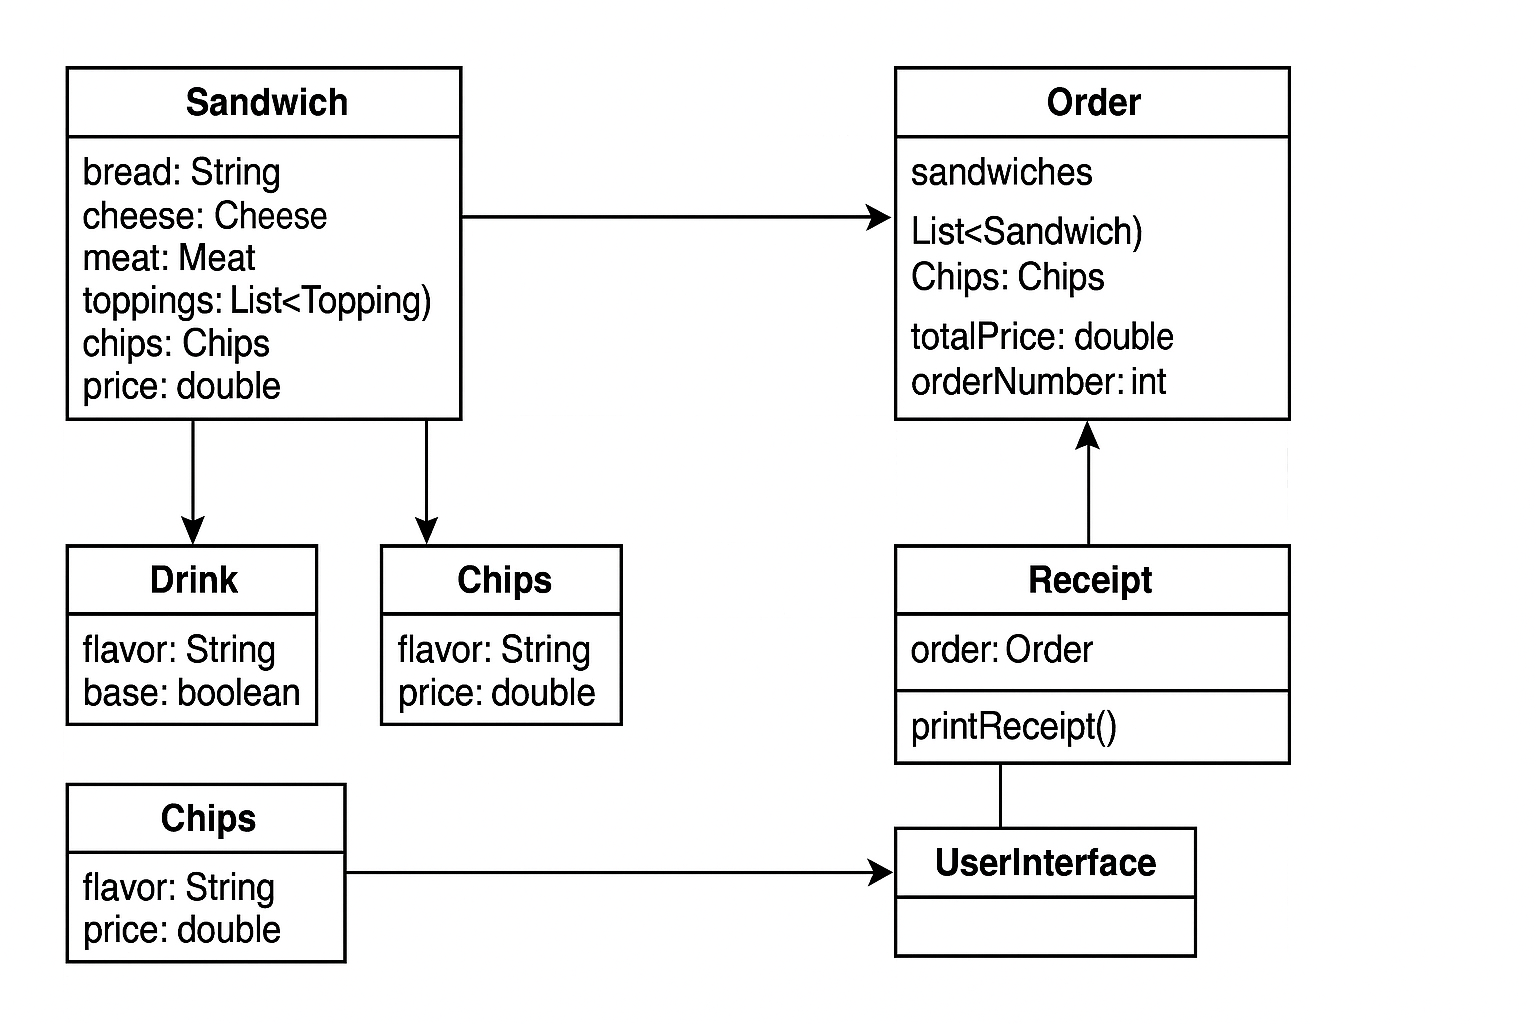 Sandwich
bread: String
cheese: Cheese
meat: Meat
toppings: List<Topping)
chips: Chips
price: double
Order
sandwiches
List<Sandwich)
Chips: Chips
totalPrice: double
orderNumber: int
Drink
flavor: String
base: boolean
Chips
flavor: String
price: double
Receipt
order: Order
printReceipt()
Chips
flavor: String
price: double
UserInterface